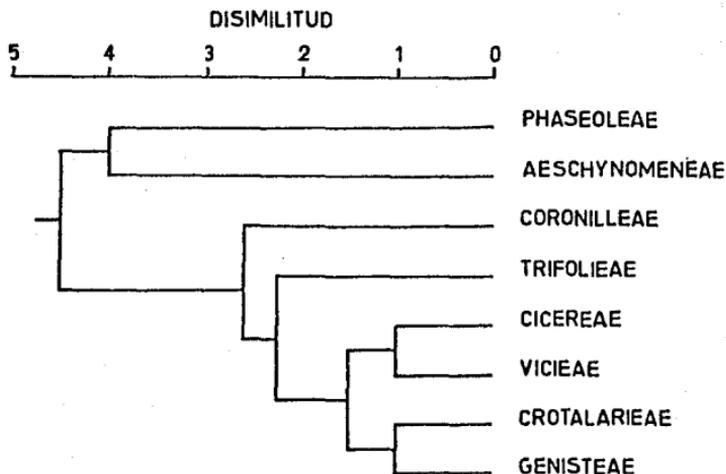 DISIMILITUD
5 4 3 2 1 0
PHASEOLEAE
AESCHYNOMENEAE
CORONILLEAE
TRIFOLIEAE
CICEREAE
VICIEAE
CROTALARIEAE
GENISTEAE